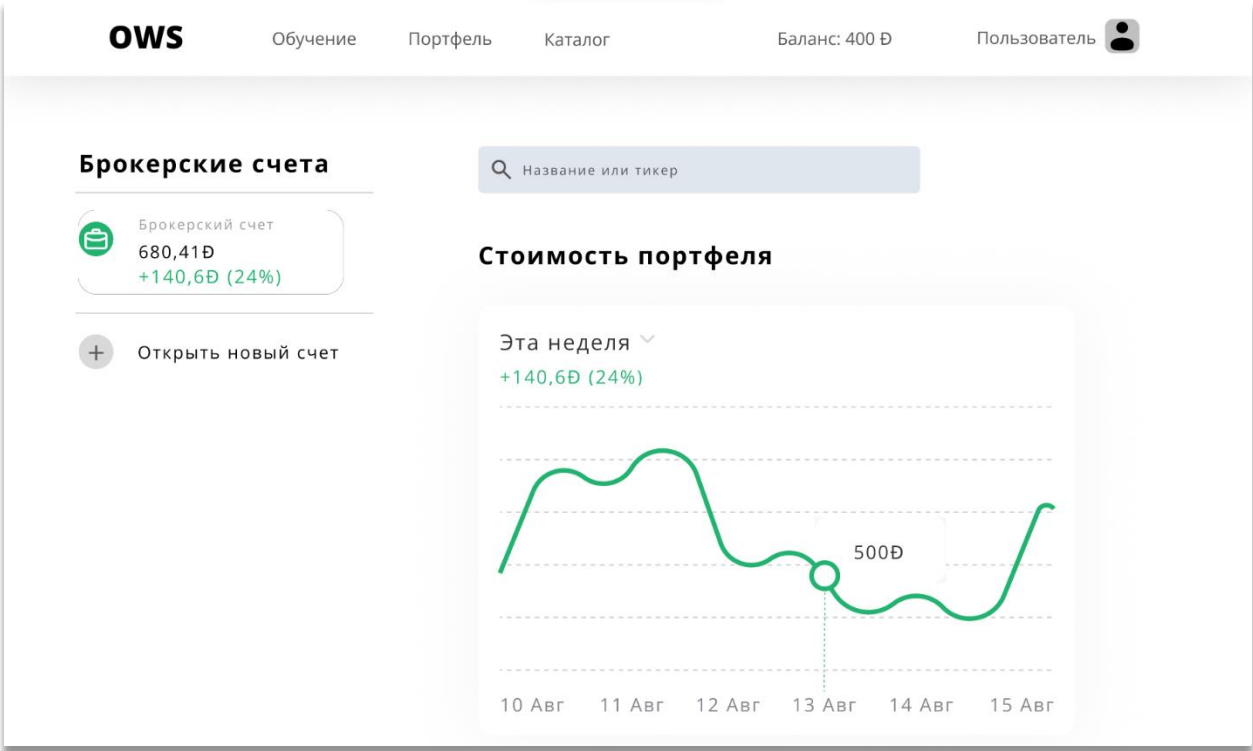 OWS
Обучение
Портфель
Каталог
Баланс: 400 Đ
Пользователь
Брокерские счета
Брокерский счет
680,41Đ
+140,6Đ (24%)
Открыть новый счет
Название или тикер
Стоимость портфеля
Эта неделя
+140,6Đ (24%)
500Đ
10 Авг
11 Авг
12 Авг
13 Авг
14 Авг
15 Авг